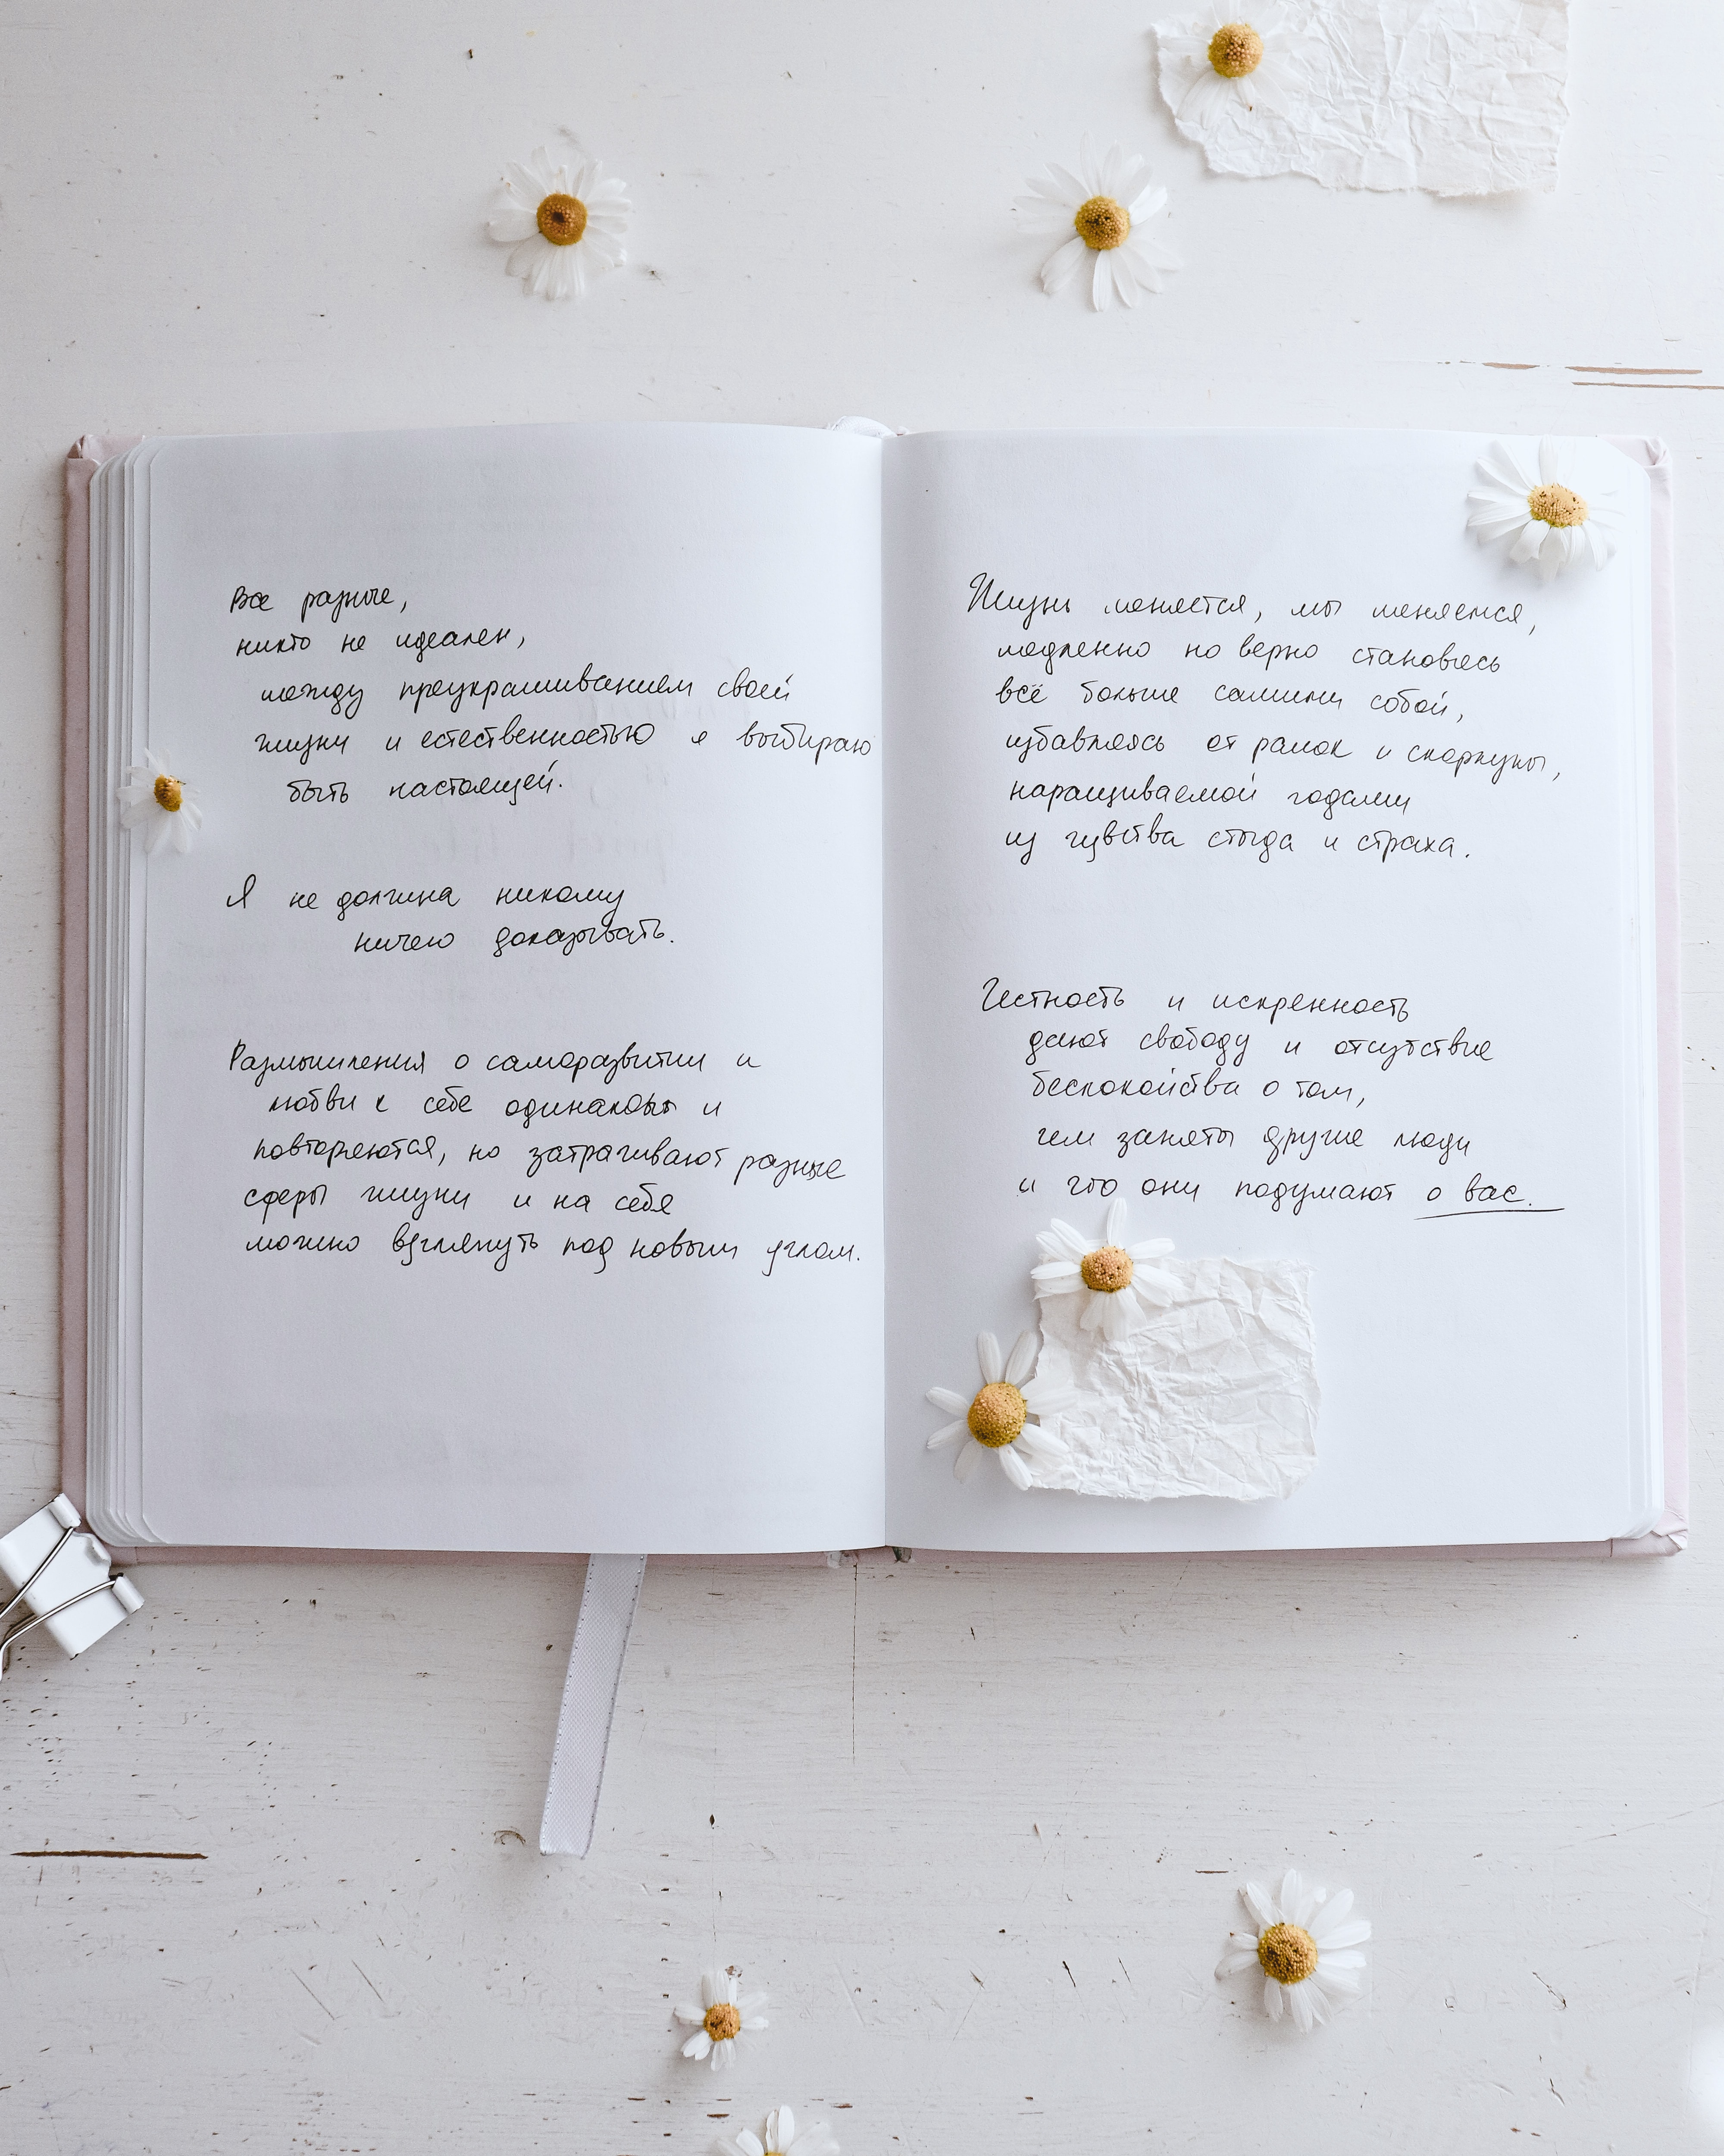 Все разные,
никто не идеален,
между преукрашиванием своей
жизни и естественностью я выбираю
быть настоящей.
Я не должна никому
ничего доказывать.
Размышления о саморазвитии и
любви к себе одинаковы и
повторяются, но затрагивают разные
сферы жизни и на себя
можно взглянуть под новым углом.
Жизнь меняется, мы меняемся,
медленно но верно становясь
всё больше самими собой,
избавляясь от рамок и скорлупы,
наращиваемой годами
из чувства стыда и страха.
Честность и искренность
дают свободу и отсутствие
беспокойства о том,
чем заняты другие люди
и что они подумают о вас.